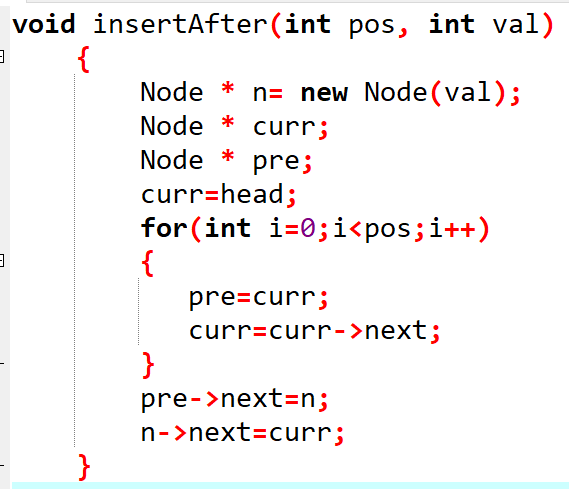 void insertAfter(int pos, int val)
{
Node * n= new Node(val);
Node * curr;
Node * pre;
curr=head;
for(int i=0;i<pos;i++)
{
pre=curr;
curr=curr->next;
}
pre->next=n;
n->next=curr;
}